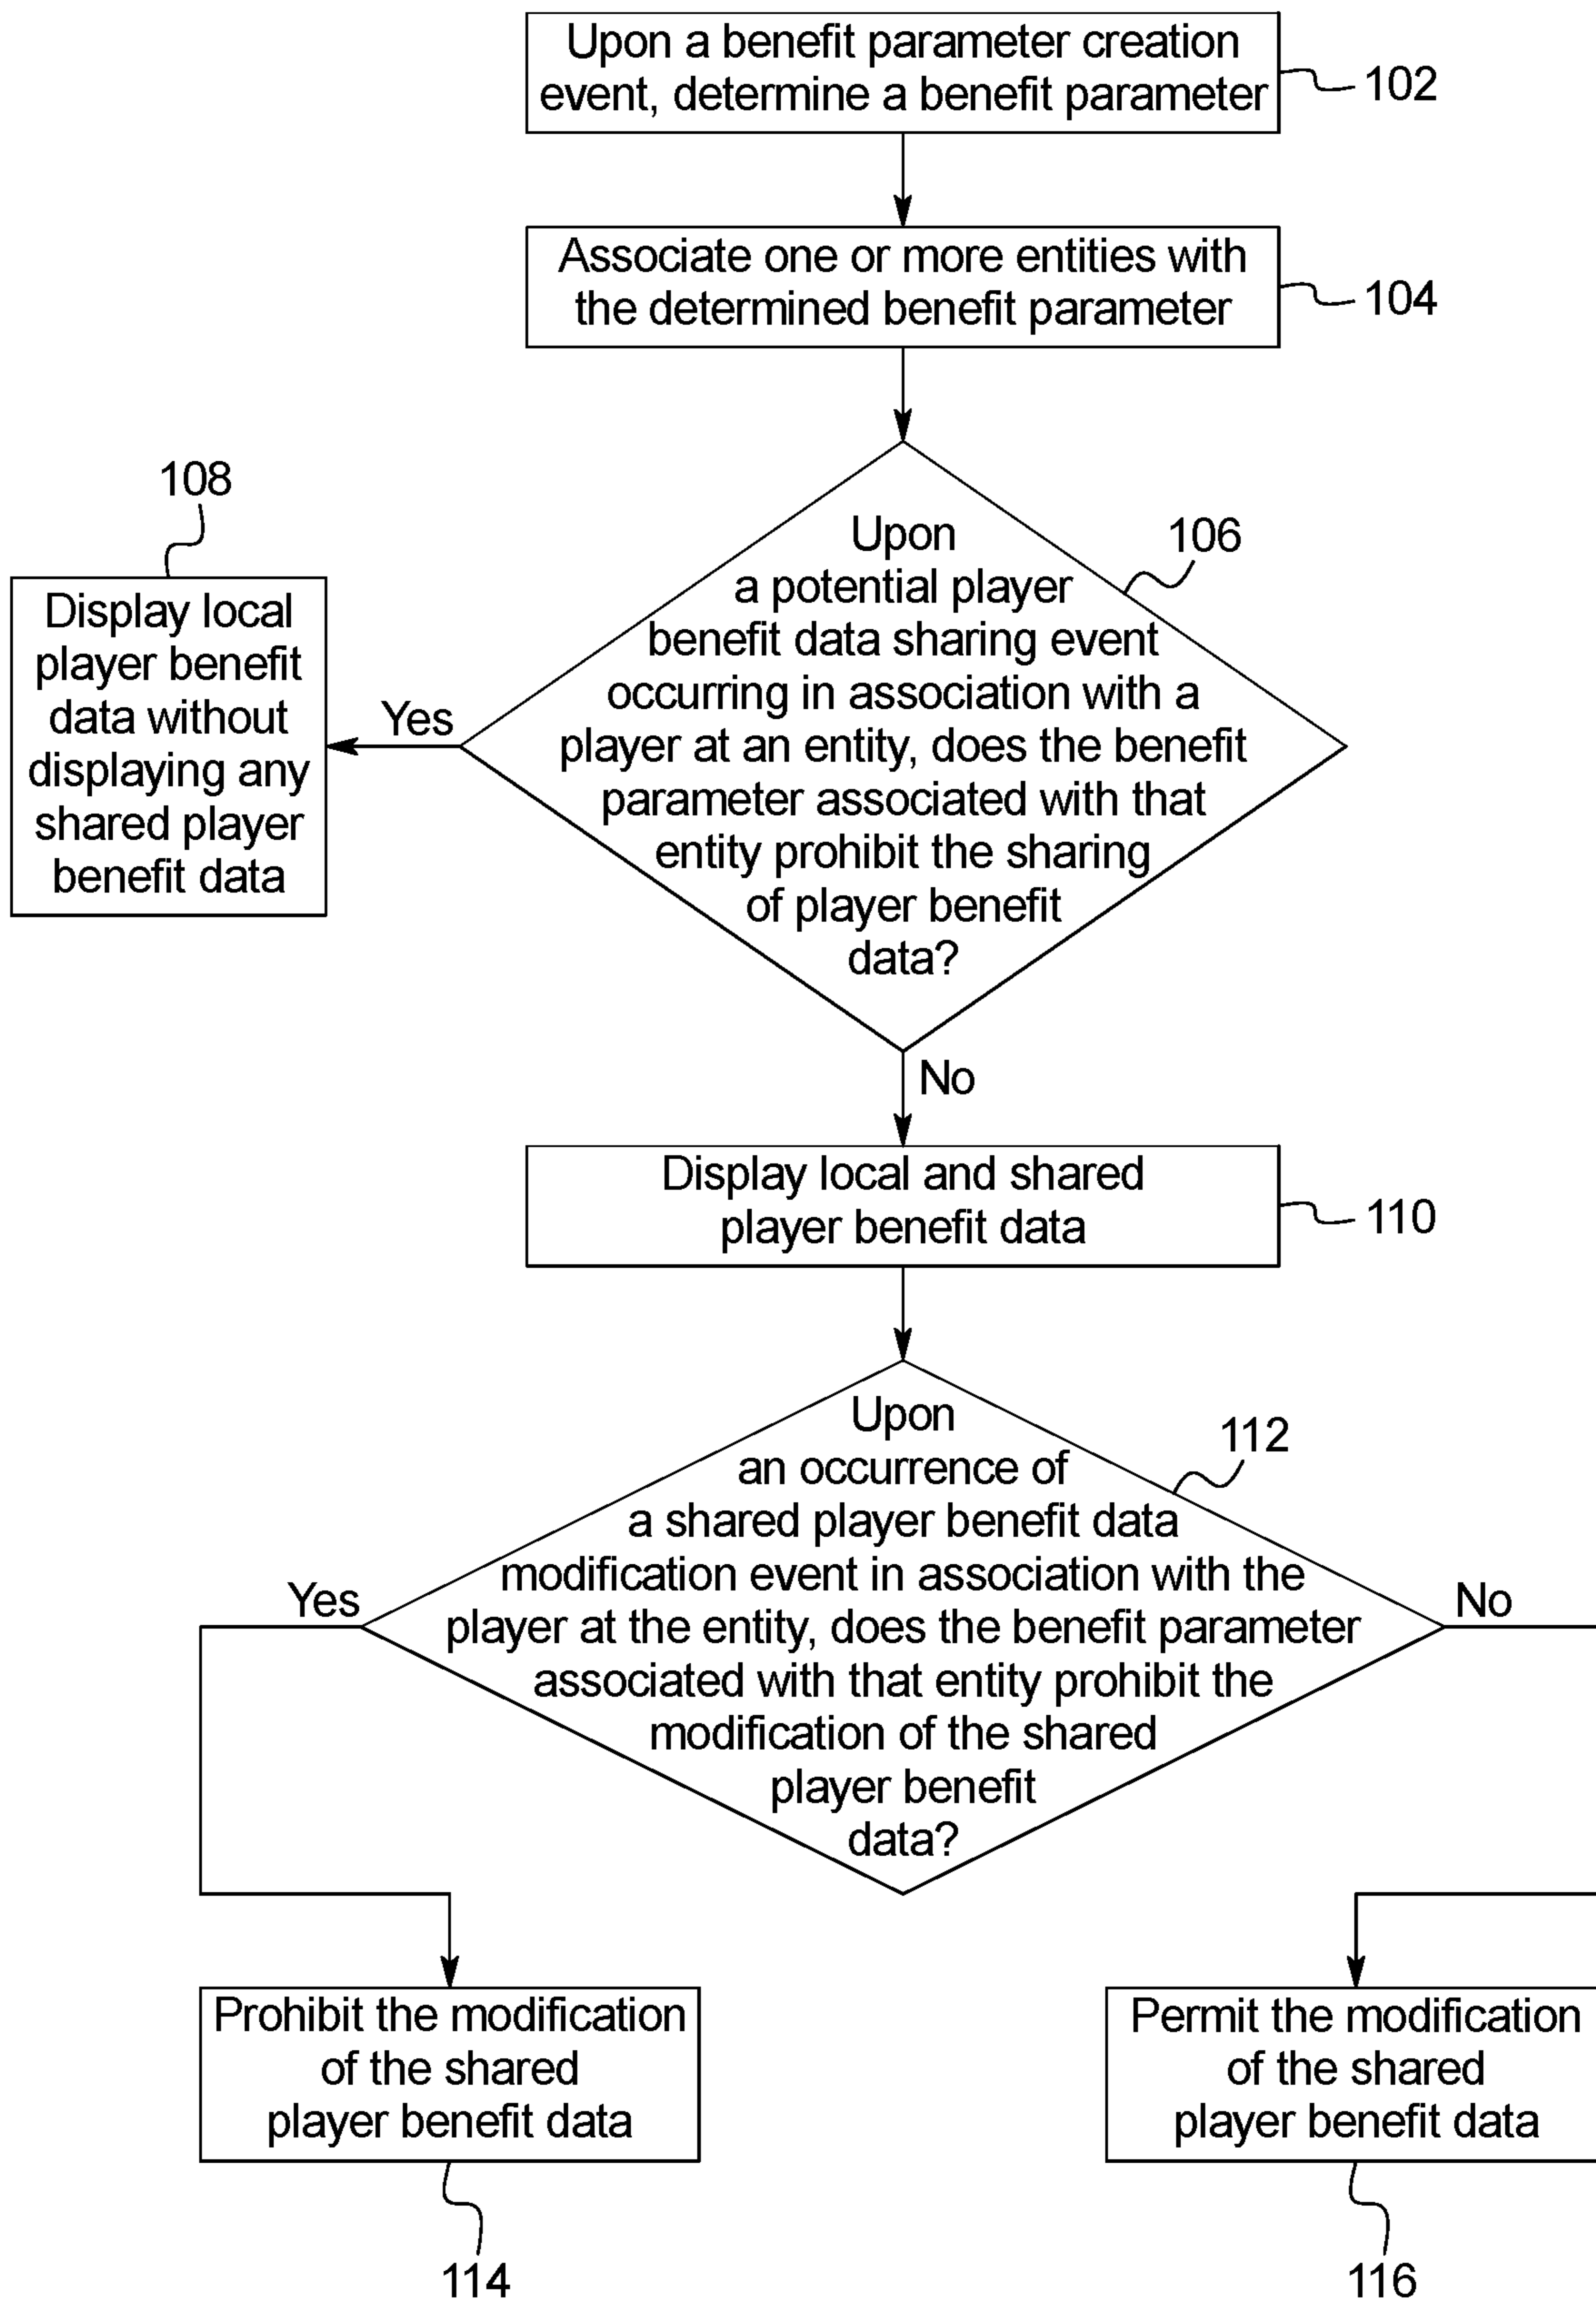 Upon a benefit parameter creation
event, determine a benefit parameter
102
Associate one or more entities with
the determined benefit parameter
104
108
Display local
player benefit
data without
displaying any
shared player
benefit data
Yes
Upon
a potential player
benefit data sharing event
occurring in association with a
player at an entity, does the benefit
parameter associated with that
entity prohibit the sharing
of player benefit
data?
106
No
Display local and shared
player benefit data
110
Upon
an occurrence of
a shared player benefit data
modification event in association with the
player at the entity, does the benefit parameter
associated with that entity prohibit the
modification of the shared
player benefit
data?
112
Yes
No
Prohibit the modification
of the shared
player benefit data
114
Permit the modification
of the shared
player benefit data
116